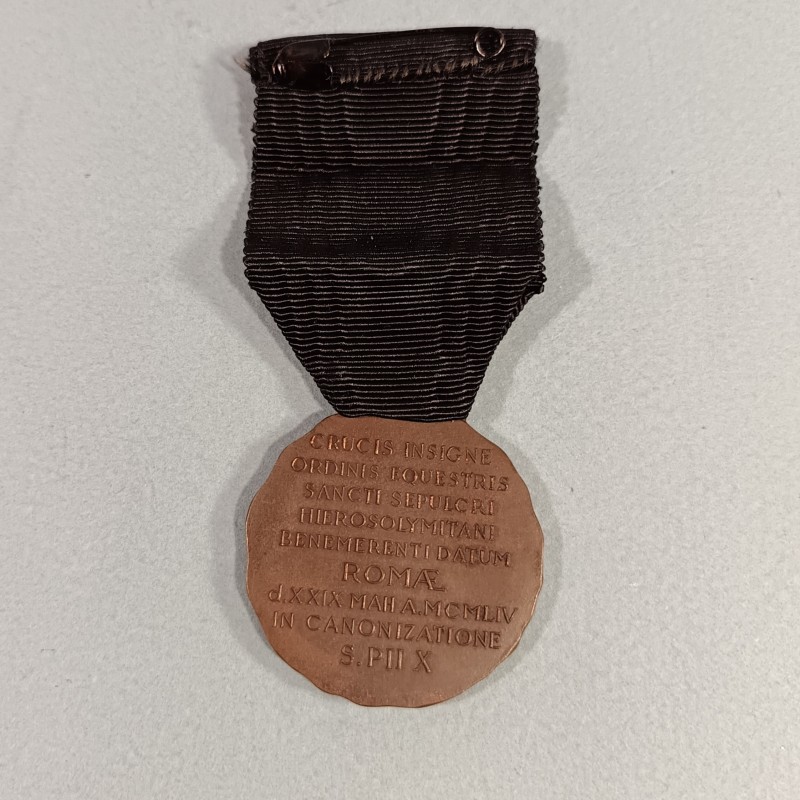 CRUCIS INSIGNE
ORDINIS EQUESTRIS
SANCTI SEPULCRI
HIEROSOLYMITANI
BENEMERENTI DATUM
ROMÆ
d.XXIX MAII A.MCMLIV
IN CANONIZATIONE
S. PII X